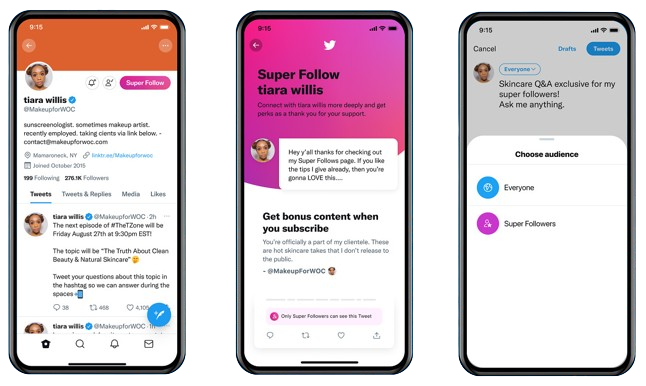 9:15
Super Follow
tiara willis
@MakeupforWOC
sunscreenologist. sometimes makeup artist.
recently employed. taking cients via link below. -
contact@makeupforwoc.com
Mamaroneck, NY linktr.ee/Makeupforwoc
Joined October 2015
199 Following 276.1K Followers
Tweets Tweets & Replies Media Likes
tiara willis @MakeupforWOC · 2h
The next episode of #TheTZone will be
Friday August 27th at 9:30pm EST!
The topic will be "The Truth About Clean
Beauty & Natural Skincare"
Tweet your questions about this topic in
the hashtag so we can answer during the
spaces
38 468 4,105
tiara willis @MakeupforWOC
9:15
Super Follow
tiara willis
Connect with tiara willis more deeply and get
perks as a thank you for your support.
Hey y'all thanks for checking out
my Super Follows page. If you like
the tips I give already, then you're
gonna LOVE this....
Get bonus content when
you subscribe
You're officially a part of my clientele. These
are hot skincare takes that I don't release to
the public.
- @MakeupForWOC
Only Super Followers can see this Tweet
9:15
Cancel Drafts Tweets
Everyone
Skincare Q&A exclusive for my
super followers!
Ask me anything.
Choose audience
Everyone
Super Followers